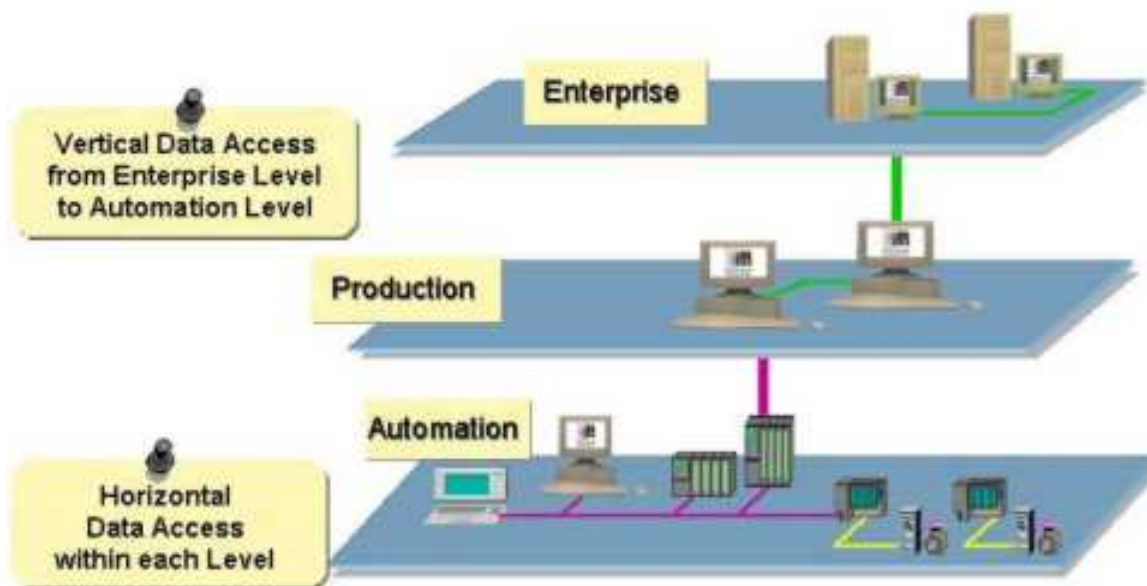 Enterprise
Vertical Data Access
from Enterprise Level
to Automation Level
Production
Automation
Horizontal
Data Access
within each Level